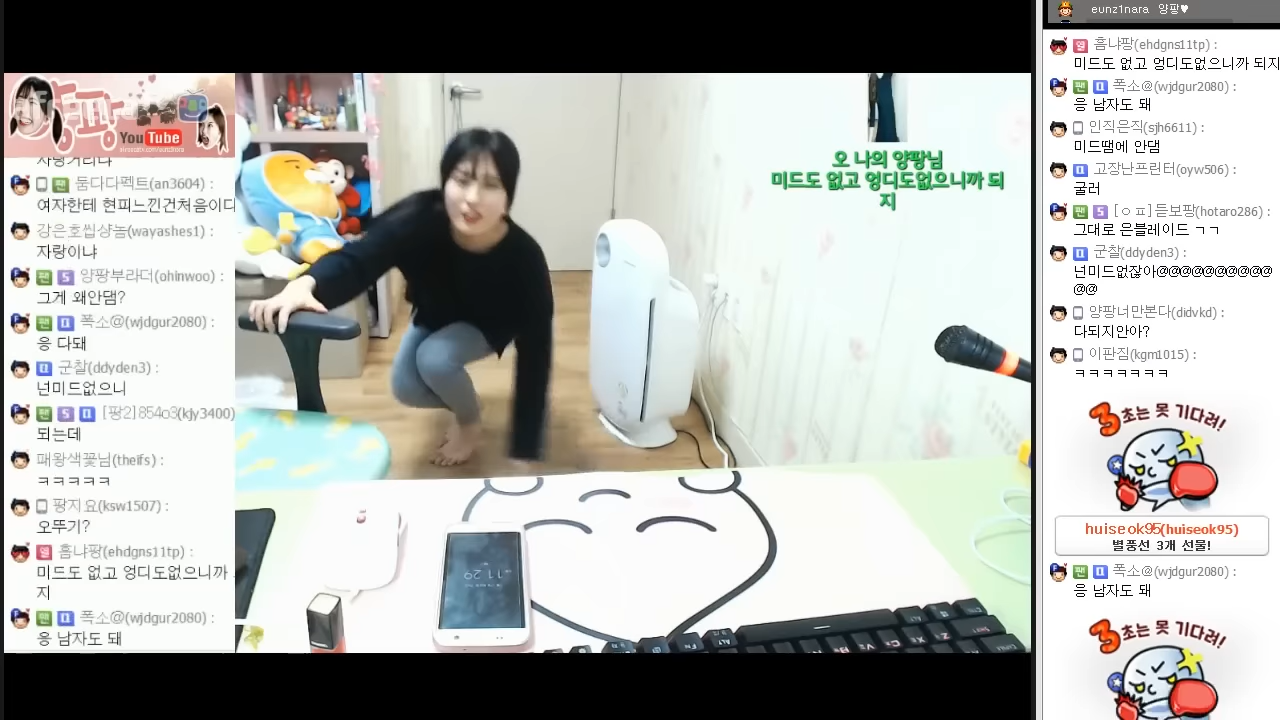 양팡
YouTube
자랑거리냐
둠다다펙트(an3604) :
여자한테 현피느낀건처음이다
강은호씹샹놈(wayashes1) :
자랑이냐
양팡부라더(ohinwoo) :
그게 왜안댐?
폭소@(wjdgur2080) :
응 다돼
군찰(ddyden3) :
넌미드없으니
[팡2]854o3(kjy3400)
되는데
패왕색꽃님(theifs) :
ㅋㅋㅋㅋㅋ
팡지요(ksw1507) :
오뚜기?
흠냐팡(ehdgns11tp) :
미드도 없고 엉디도없으니까
지
폭소@(wjdgur2080) :
응 남자도 돼
오 나의 양팡님
미드도 없고 엉디도없으니까 되
지
11:29
eunz1nara 양팡♥
흠냐팡(ehdgns11tp) :
미드도 없고 엉디도없으니까 되지
폭소@(wjdgur2080) :
응 남자도 돼
인직은직(sjh6611) :
미드땜에 안댐
고장난프린터(oyw506) :
굴러
[ㅇㅍ]듣보팡(hotaro286) :
그대로 은블레이드 ㄱㄱ
군찰(ddyden3) :
넌미드없잖아@@@@@@@@@@
@@
양팡너만본다(didvkd) :
다되지안아?
이판짐(kgm1015) :
ㅋㅋㅋㅋㅋㅋㅋ
3초는 못 기다려!
huiseok95(huiseok95)
별풍선 3개 선물!
폭소@(wjdgur2080) :
응 남자도 돼
3초는 못 기다려!